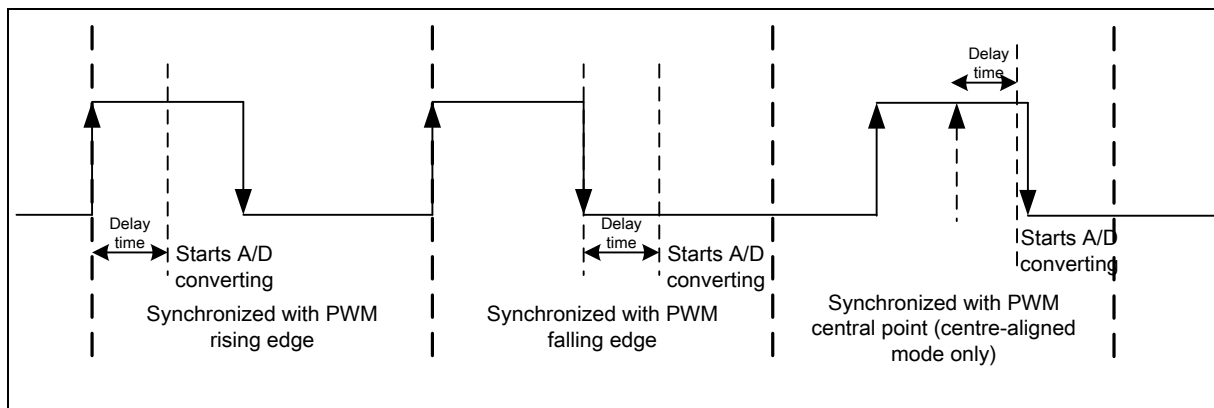 Delay
time
Starts A/D
converting
Synchronized with PWM
rising edge
Delay
time
Starts A/D
converting
Synchronized with PWM
falling edge
Delay
time
Starts A/D
converting
Synchronized with PWM
central point (centre-aligned
mode only)